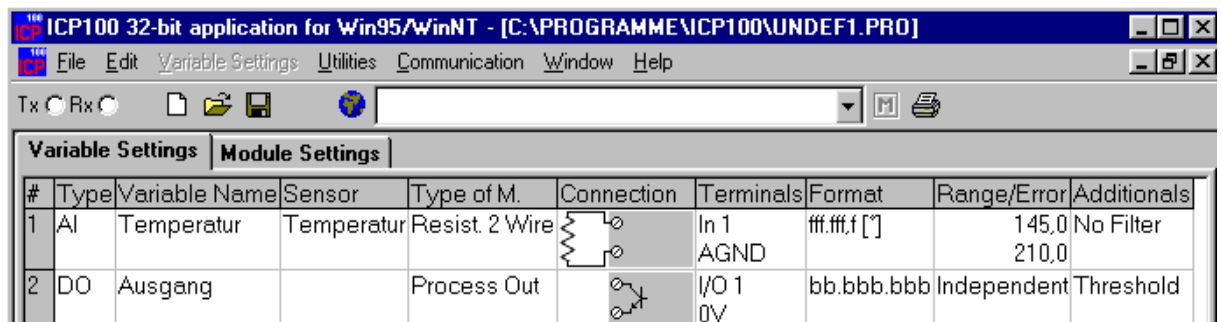 ICP100 32-bit application for Win95/WinNT - [C:\PROGRAMME\ICP100\UNDEF1.PRO]
File Edit Variable Settings Utilities Communication Window Help
Tx Rx M
Variable Settings Module Settings
# Type Variable Name Sensor Type of M. Connection Terminals Format Range/Error Additionals
1 AI Temperatur Temperatur Resist. 2 Wire In 1 fff.fff,f [°] 145,0 No Filter
AGND 210,0
2 DO Ausgang Process Out I/O 1 bb.bbb.bbb Independent Threshold
0V